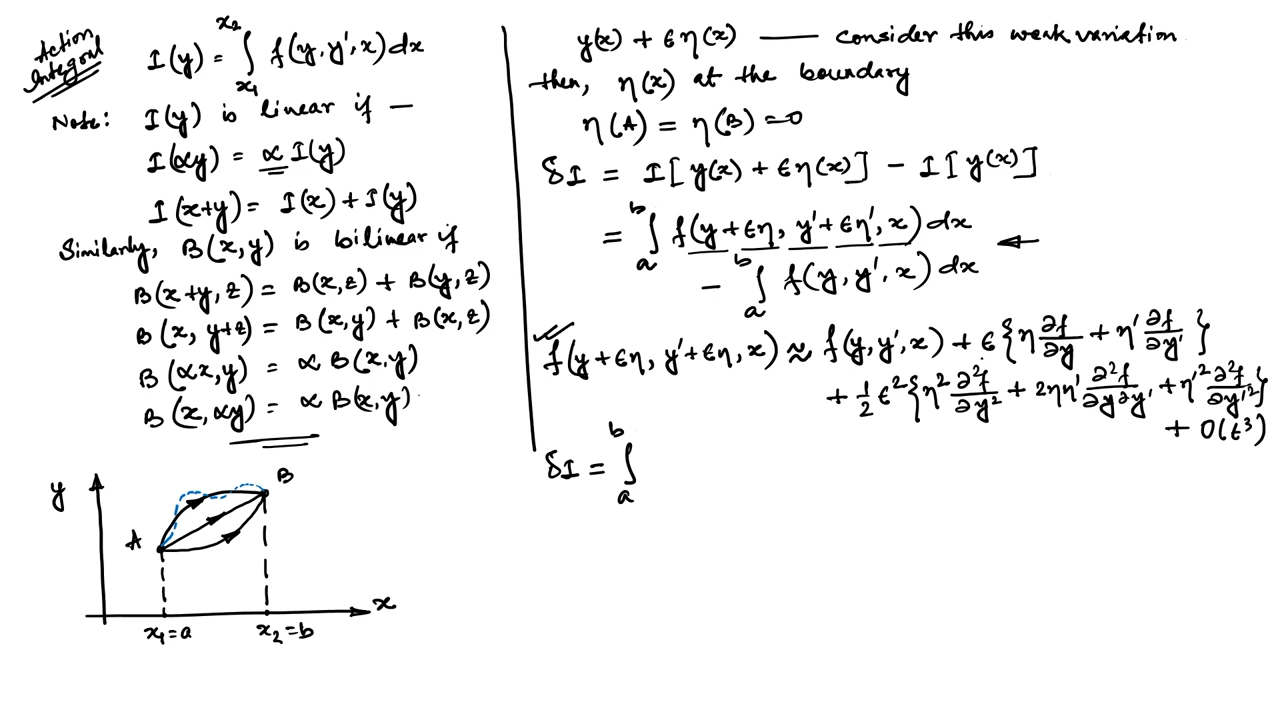 Action Integral
I(y) = ∫_{x₁}^{x₂} f(y, y', x) dx
Note: I(y) is linear if —
I(αy) = α I(y)
I(x+y) = I(x) + I(y)
Similarly, B(x, y) is bilinear if
B(x+y, z) = B(x, z) + B(y, z)
B(x, y+z) = B(x, y) + B(x, z)
B(αx, y) = α B(x, y)
B(x, αy) = α B(x, y)
y
A
B
x
x₁=a
x₂=b
y(x) + ϵη(x) — consider this weak variation
then, η(x) at the boundary
η(A) = η(B) = 0
δI = I[y(x) + ϵη(x)] − I[y(x)]
= ∫_a^b f(y+ϵη, y'+ϵη', x) dx ←
− ∫_a^b f(y, y', x) dx
f(y+ϵη, y'+ϵη, x) ≈ f(y, y', x) + ϵ{η ∂f/∂y + η' ∂f/∂y'}
+ 1/2 ϵ² {η² ∂²f/∂y² + 2ηη' ∂²f/∂y∂y' + η'² ∂²f/∂y'²}
+ O(ϵ³)
δI = ∫_a^b